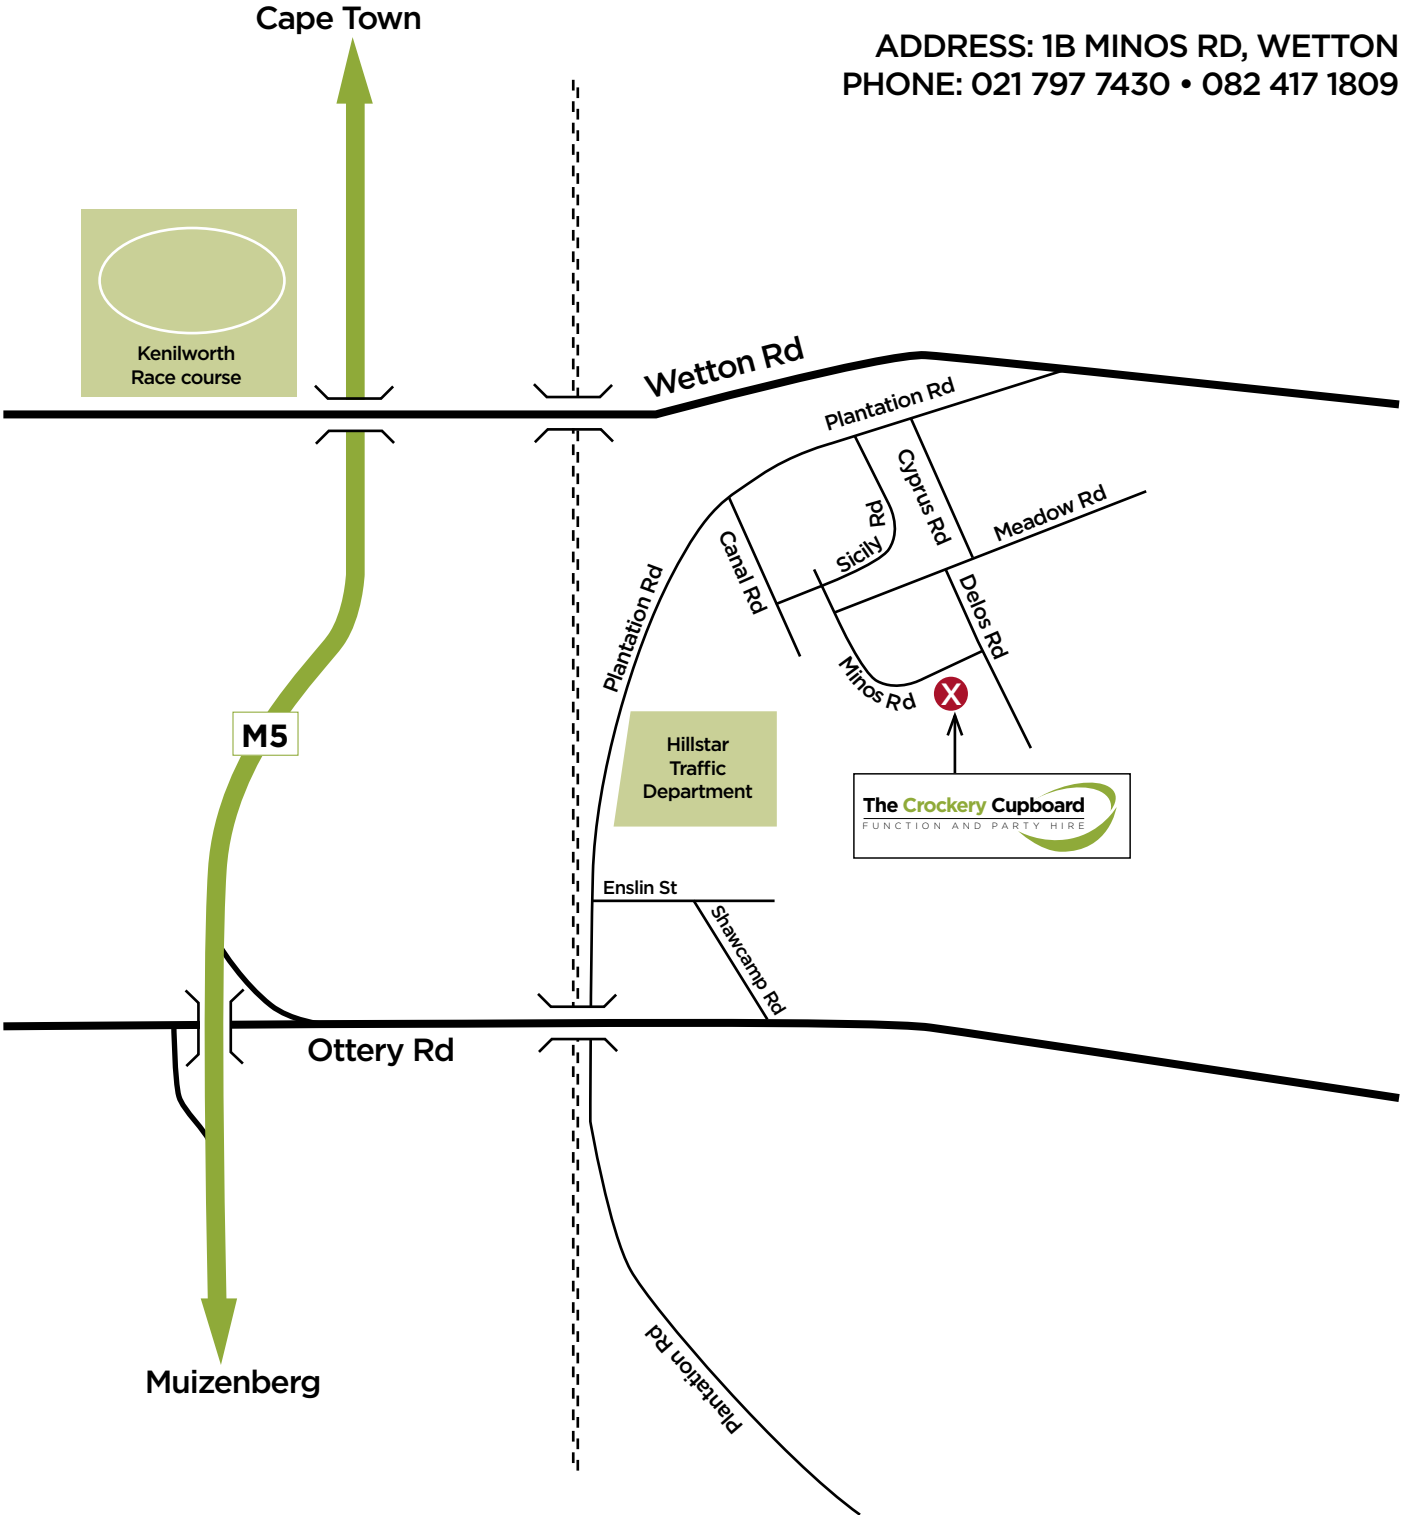 Cape Town
ADDRESS: 1B MINOS RD, WETTON
PHONE: 021 797 7430 • 082 417 1809
Kenilworth
Race course
Wetton Rd
Plantation Rd
Cyprus Rd
Meadow Rd
Sicily Rd
Canal Rd
Plantation Rd
Delos Rd
Minos Rd
X
M5
Hillstar
Traffic
Department
The Crockery Cupboard
FUNCTION AND PARTY HIRE
Enslin St
Shawcamp Rd
Ottery Rd
Plantation Rd
Muizenberg